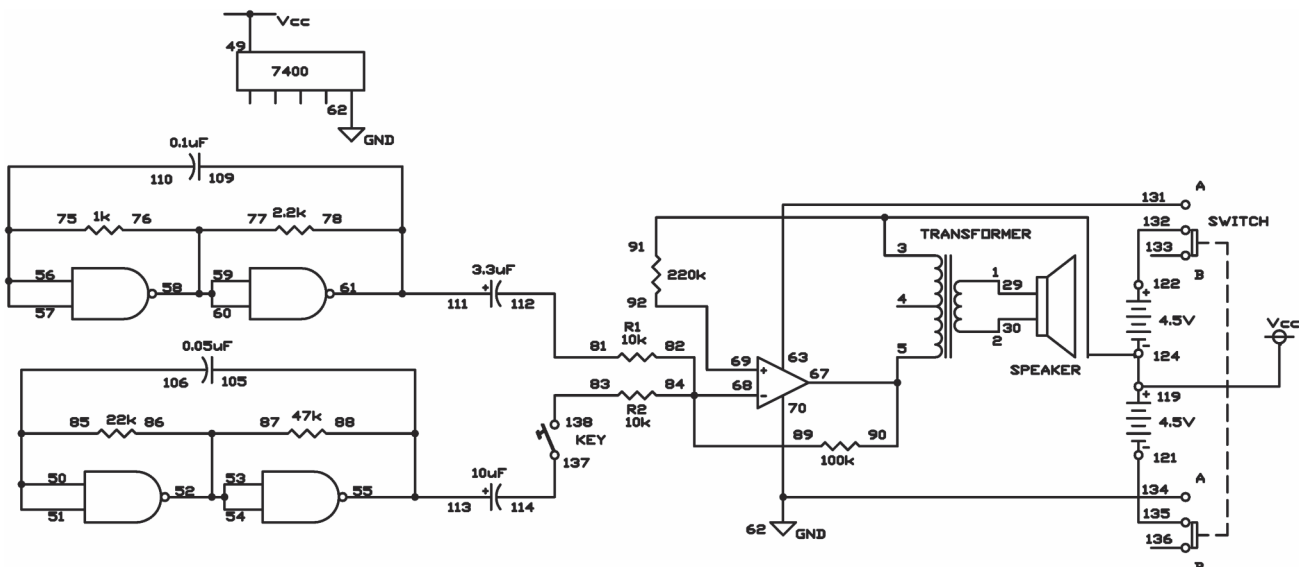 Vcc
49
7400
62
GND
0.1uF
110 109
75 1k 76 77 2.2k 78
56
57
58
59
60
61
3.3uF
111 + 112
0.05uF
106 105
85 22k 86 87 47k 88
50
51
52
53
54
55
10uF
113 + 114
138
KEY
137
R1
10k
81 82
83 84
R2
10k
91
220k
92
69 +
68 -
63
67
70
89 90
100k
62 GND
TRANSFORMER
3
4
5
1
29
30
2
SPEAKER
131 A
132 SWITCH
133
B
122
+
4.5V
-
124
Vcc
119
+
4.5V
-
121
A
134
135
136
B